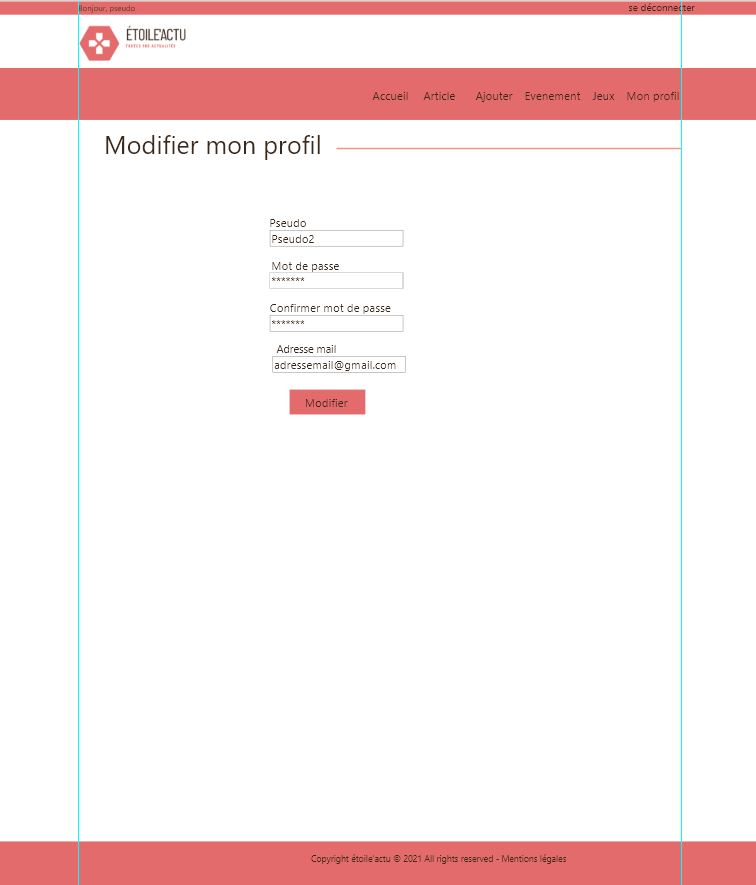 Bonjour, pseudo se déconnecter
ÉTOILE'ACTU
TOUTES VOS ACTUALITÉS
Accueil Article Ajouter Evenement Jeux Mon profil
Modifier mon profil
Pseudo
Pseudo2
Mot de passe
*******
Confirmer mot de passe
*******
Adresse mail
adressemail@gmail.com
Modifier
Copyright étoile'actu © 2021 All rights reserved - Mentions légales